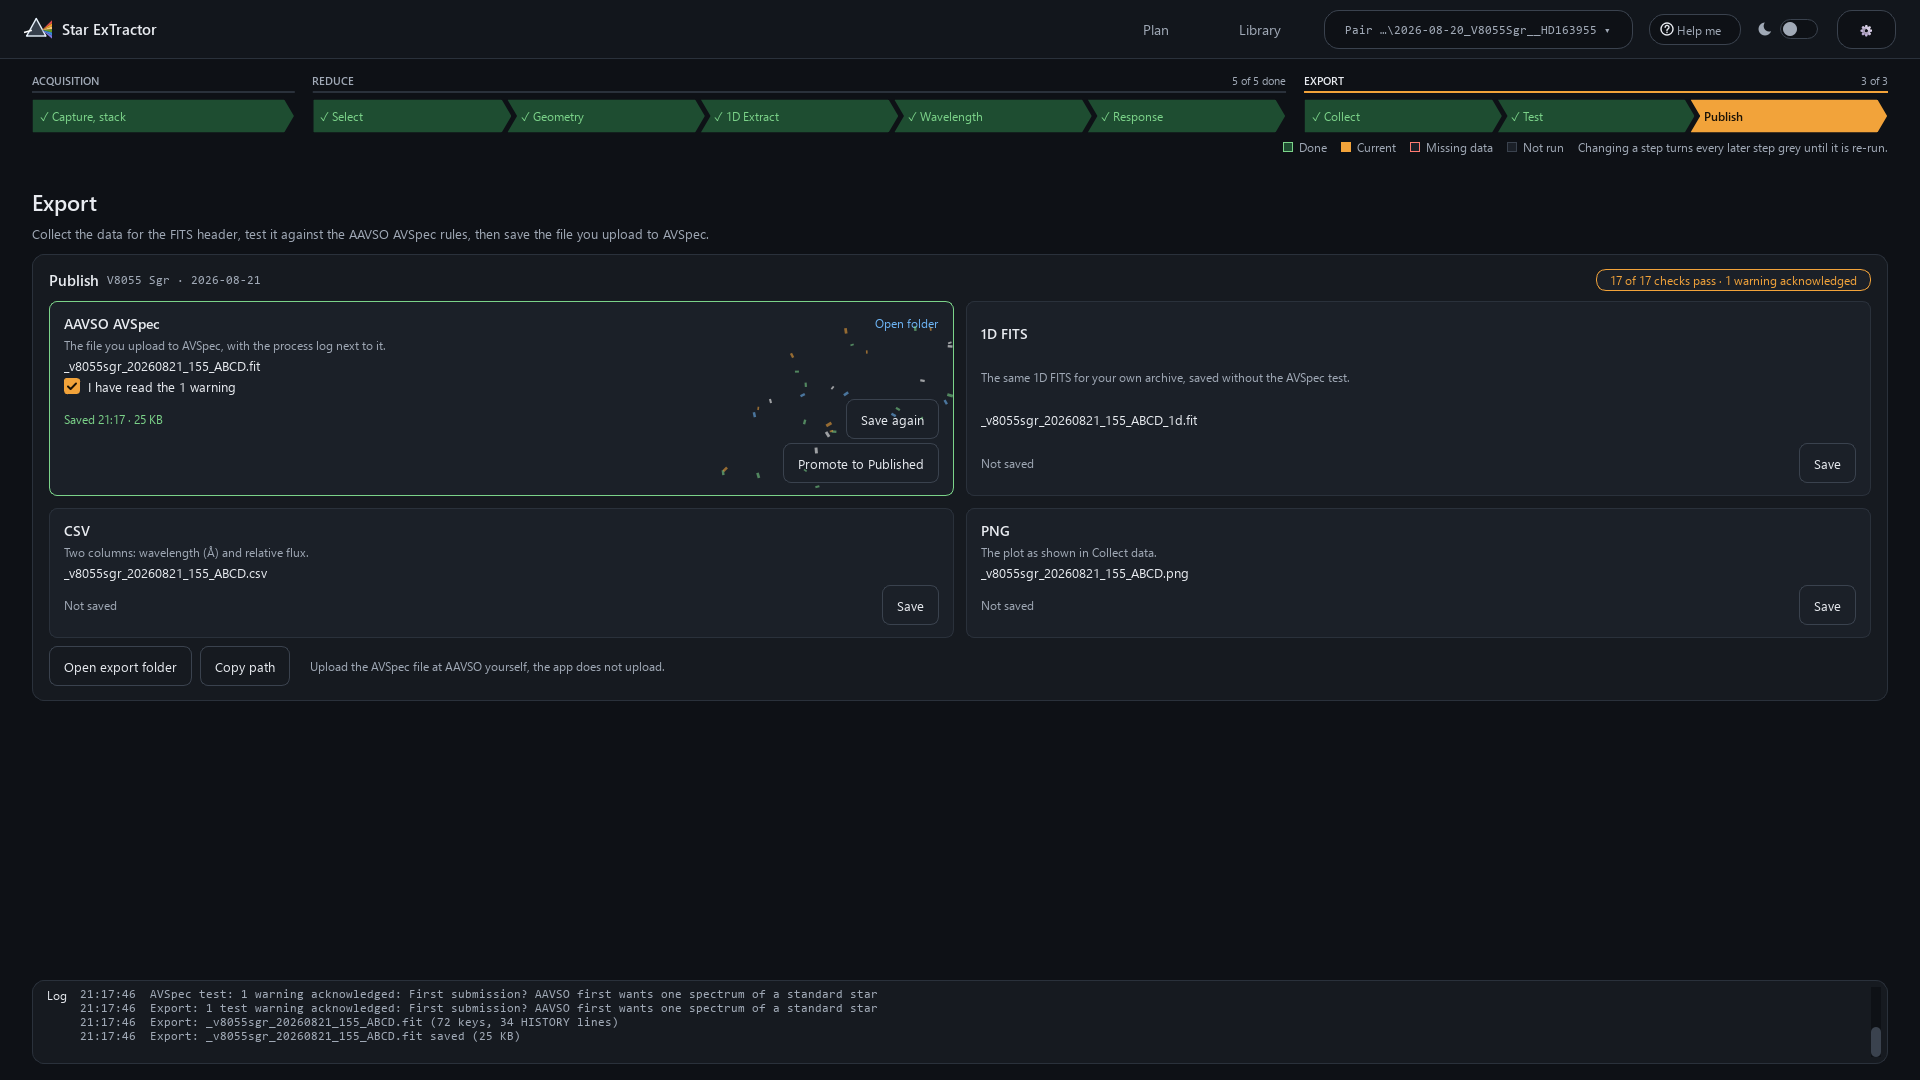 Star ExTractor
Plan
Library
Pair …\2026-08-20_V8055Sgr__HD163955 ▾
Help me
ACQUISITION
REDUCE
5 of 5 done
EXPORT
3 of 3
✓ Capture, stack
✓ Select
✓ Geometry
✓ 1D Extract
✓ Wavelength
✓ Response
✓ Collect
✓ Test
Publish
Done
Current
Missing data
Not run
Changing a step turns every later step grey until it is re-run.
Export
Collect the data for the FITS header, test it against the AAVSO AVSpec rules, then save the file you upload to AVSpec.
Publish V8055 Sgr · 2026-08-21
17 of 17 checks pass · 1 warning acknowledged
AAVSO AVSpec
Open folder
The file you upload to AVSpec, with the process log next to it.
_v8055sgr_20260821_155_ABCD.fit
I have read the 1 warning
Saved 21:17 · 25 KB
Save again
Promote to Published
1D FITS
The same 1D FITS for your own archive, saved without the AVSpec test.
_v8055sgr_20260821_155_ABCD_1d.fit
Not saved
Save
CSV
Two columns: wavelength (Å) and relative flux.
_v8055sgr_20260821_155_ABCD.csv
Not saved
Save
PNG
The plot as shown in Collect data.
_v8055sgr_20260821_155_ABCD.png
Not saved
Save
Open export folder
Copy path
Upload the AVSpec file at AAVSO yourself, the app does not upload.
Log
21:17:46 AVSpec test: 1 warning acknowledged: First submission? AAVSO first wants one spectrum of a standard star
21:17:46 Export: 1 test warning acknowledged: First submission? AAVSO first wants one spectrum of a standard star
21:17:46 Export: _v8055sgr_20260821_155_ABCD.fit (72 keys, 34 HISTORY lines)
21:17:46 Export: _v8055sgr_20260821_155_ABCD.fit saved (25 KB)